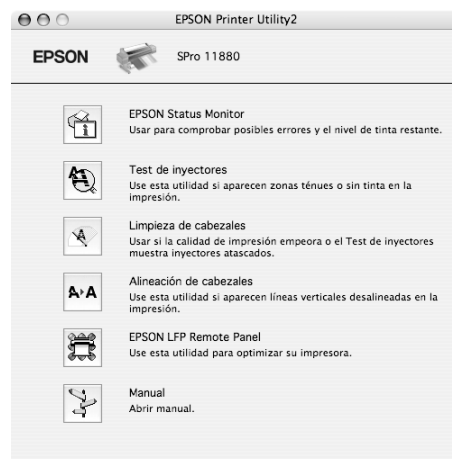 EPSON Printer Utility2
EPSON SPro 11880
EPSON Status Monitor
Usar para comprobar posibles errores y el nivel de tinta restante.
Test de inyectores
Use esta utilidad si aparecen zonas ténues o sin tinta en la
impresión.
Limpieza de cabezales
Usar si la calidad de impresión empeora o el Test de inyectores
muestra inyectores atascados.
Alineación de cabezales
Use esta utilidad si aparecen líneas verticales desalineadas en la
impresión.
EPSON LFP Remote Panel
Use esta utilidad para optimizar su impresora.
Manual
Abrir manual.